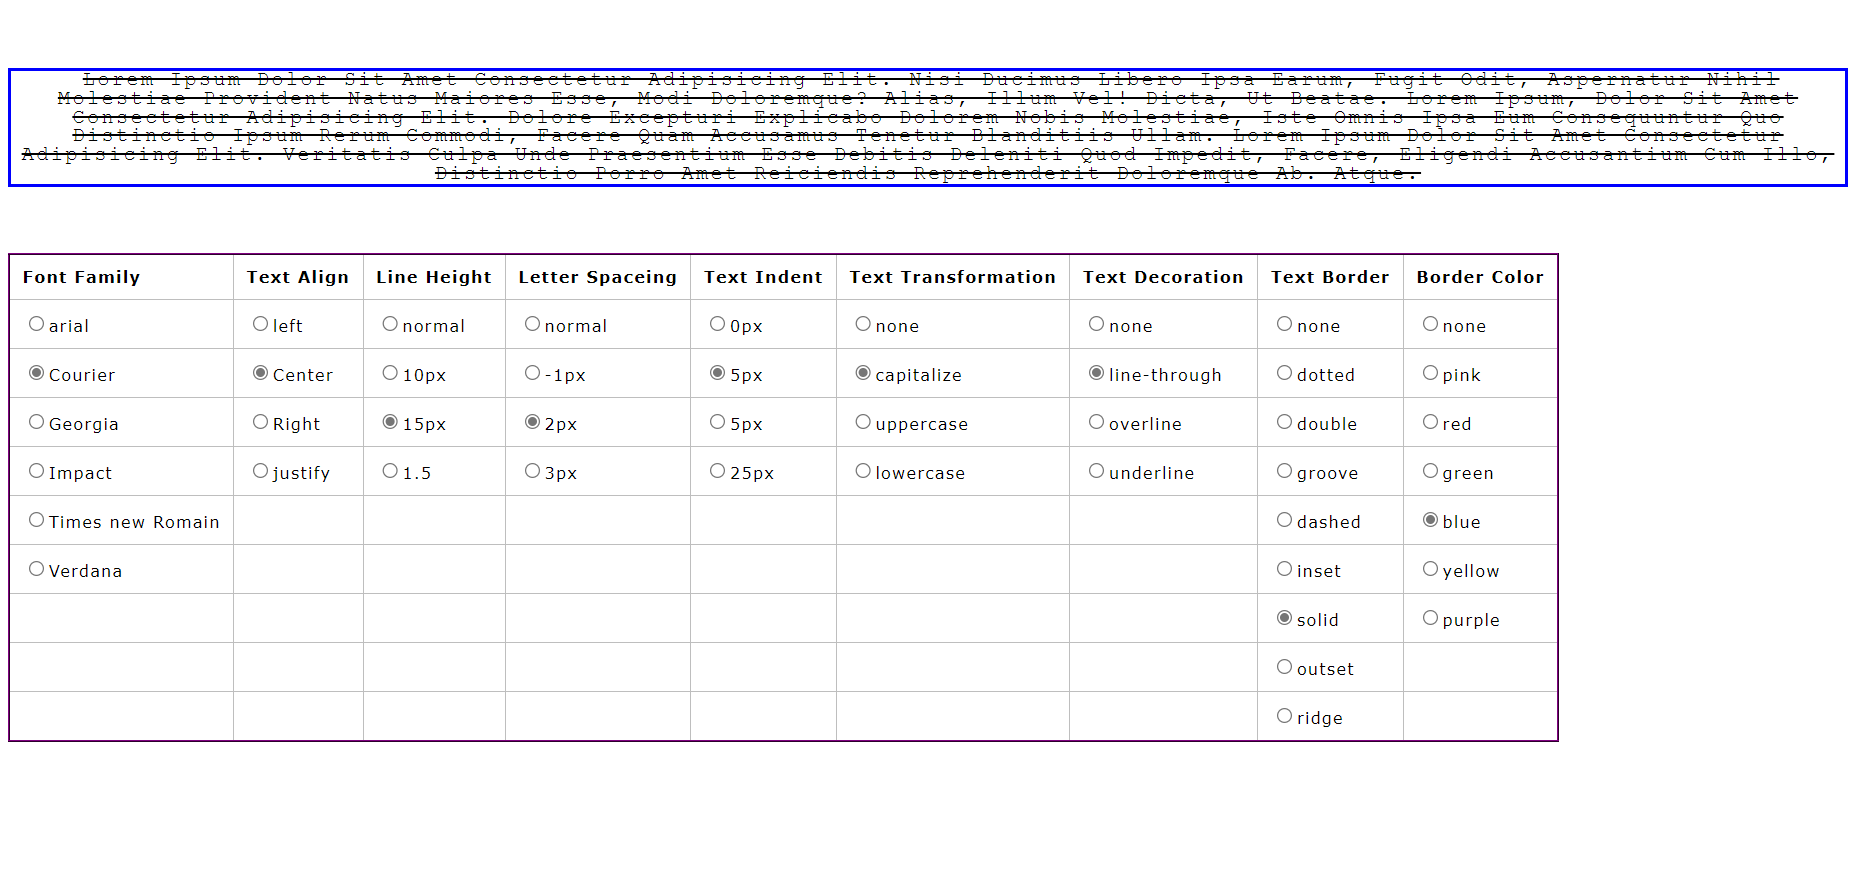 Lorem Ipsum Dolor Sit Amet Consectetur Adipisicing Elit. Nisi Ducimus Libero Ipsa Earum, Fugit Odit, Aspernatur Nihil
Molestiae Provident Natus Maiores Esse, Modi Doloremque? Alias, Illum Vel! Dicta, Ut Beatae. Lorem Ipsum, Dolor Sit Amet
Consectetur Adipisicing Elit. Dolore Excepturi Explicabo Dolorem Nobis Molestiae, Iste Omnis Ipsa Eum Consequuntur Quo
Distinctio Ipsum Rerum Commodi, Facere Quam Accusamus Tenetur Blanditiis Ullam. Lorem Ipsum Dolor Sit Amet Consectetur
Adipisicing Elit. Veritatis Culpa Unde Praesentium Esse Debitis Deleniti Quod Impedit, Facere, Eligendi Accusantium Cum Illo,
Distinctio Porro Amet Reiciendis Reprehenderit Doloremque Ab. Atque.
Font Family Text Align Line Height Letter Spaceing Text Indent Text Transformation Text Decoration Text Border Border Color
arial left normal normal 0px none none none none
Courier Center 10px -1px 5px capitalize line-through dotted pink
Georgia Right 15px 2px 5px uppercase overline double red
Impact justify 1.5 3px 25px lowercase underline groove green
Times new Romain dashed blue
Verdana inset yellow
solid purple
outset
ridge